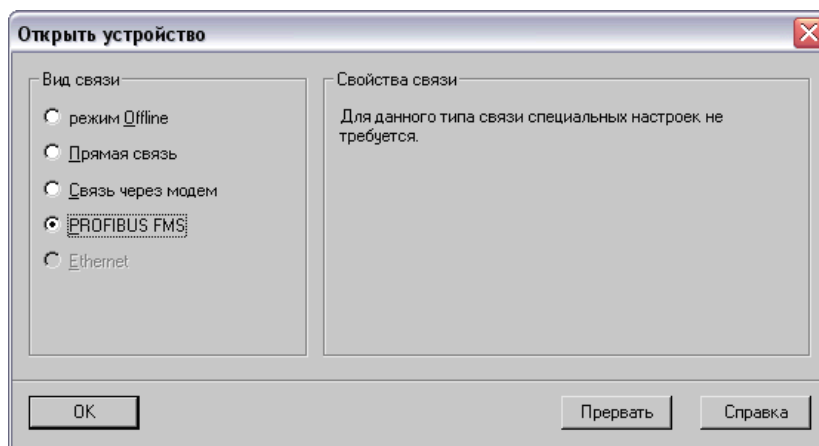 Открыть устройство
Вид связи
режим Offline
Прямая связь
Связь через модем
PROFIBUS FMS
Ethernet
Свойства связи
Для данного типа связи специальных настроек не
требуется.
OK
Прервать
Справка